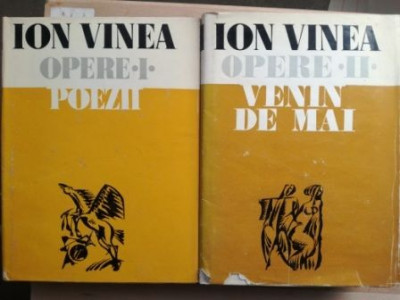 ION VINEA
OPERE·I·
POEZII
ION VINEA
OPERE·II·
VENIN
DE MAI